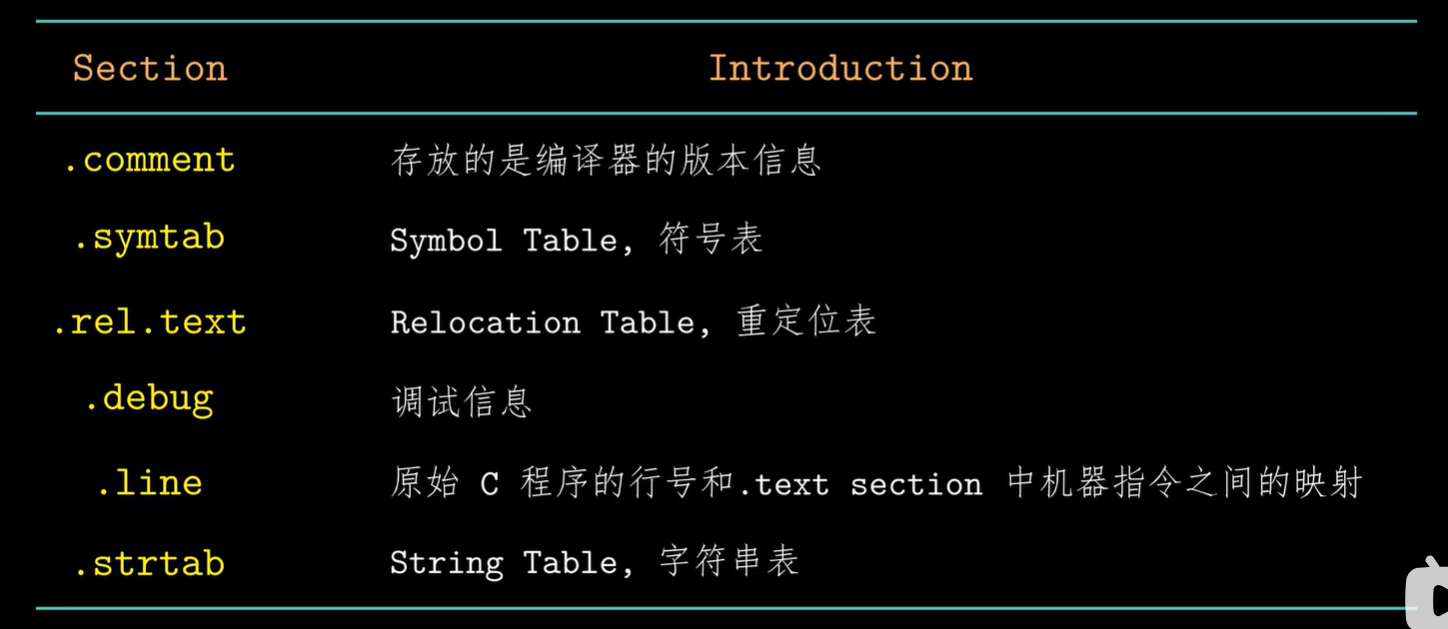 Section Introduction
.comment 存放的是编译器的版本信息
.symtab Symbol Table, 符号表
.rel.text Relocation Table, 重定位表
.debug 调试信息
.line 原始 C 程序的行号和.text section 中机器指令之间的映射
.strtab String Table, 字符串表